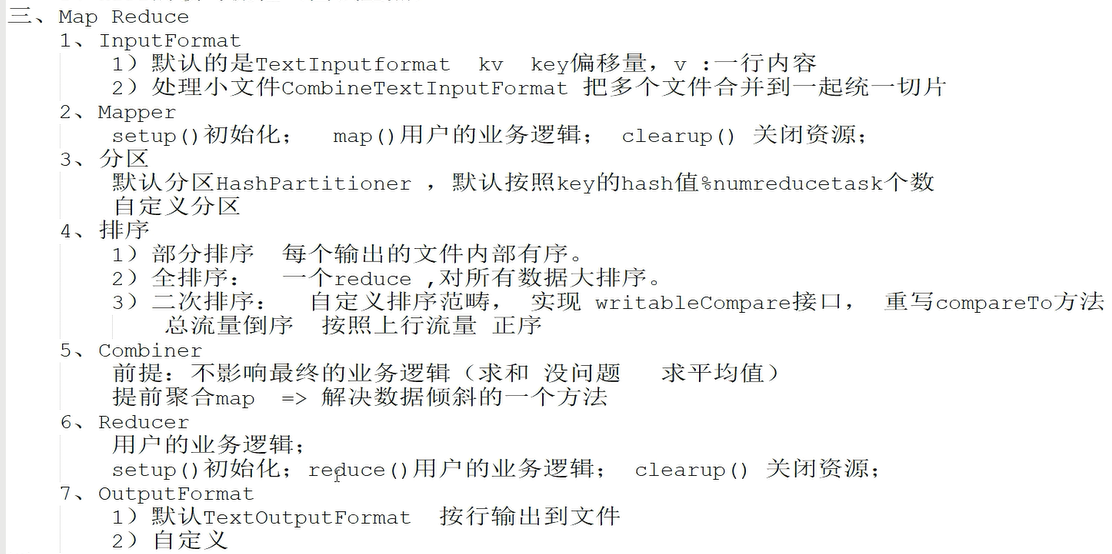 三、Map Reduce
1、InputFormat
1）默认的是TextInputformat kv key偏移量，v :一行内容
2）处理小文件CombineTextInputFormat 把多个文件合并到一起统一切片
2、Mapper
setup()初始化； map()用户的业务逻辑； clearup() 关闭资源；
3、分区
默认分区HashPartitioner ，默认按照key的hash值%numreducetask个数
自定义分区
4、排序
1）部分排序 每个输出的文件内部有序。
2）全排序： 一个reduce ,对所有数据大排序。
3）二次排序： 自定义排序范畴， 实现 writableCompare接口， 重写compareTo方法
总流量倒序 按照上行流量 正序
5、Combiner
前提：不影响最终的业务逻辑（求和 没问题 求平均值）
提前聚合map => 解决数据倾斜的一个方法
6、Reducer
用户的业务逻辑；
setup()初始化；reduce()用户的业务逻辑； clearup() 关闭资源；
7、OutputFormat
1）默认TextOutputFormat 按行输出到文件
2）自定义